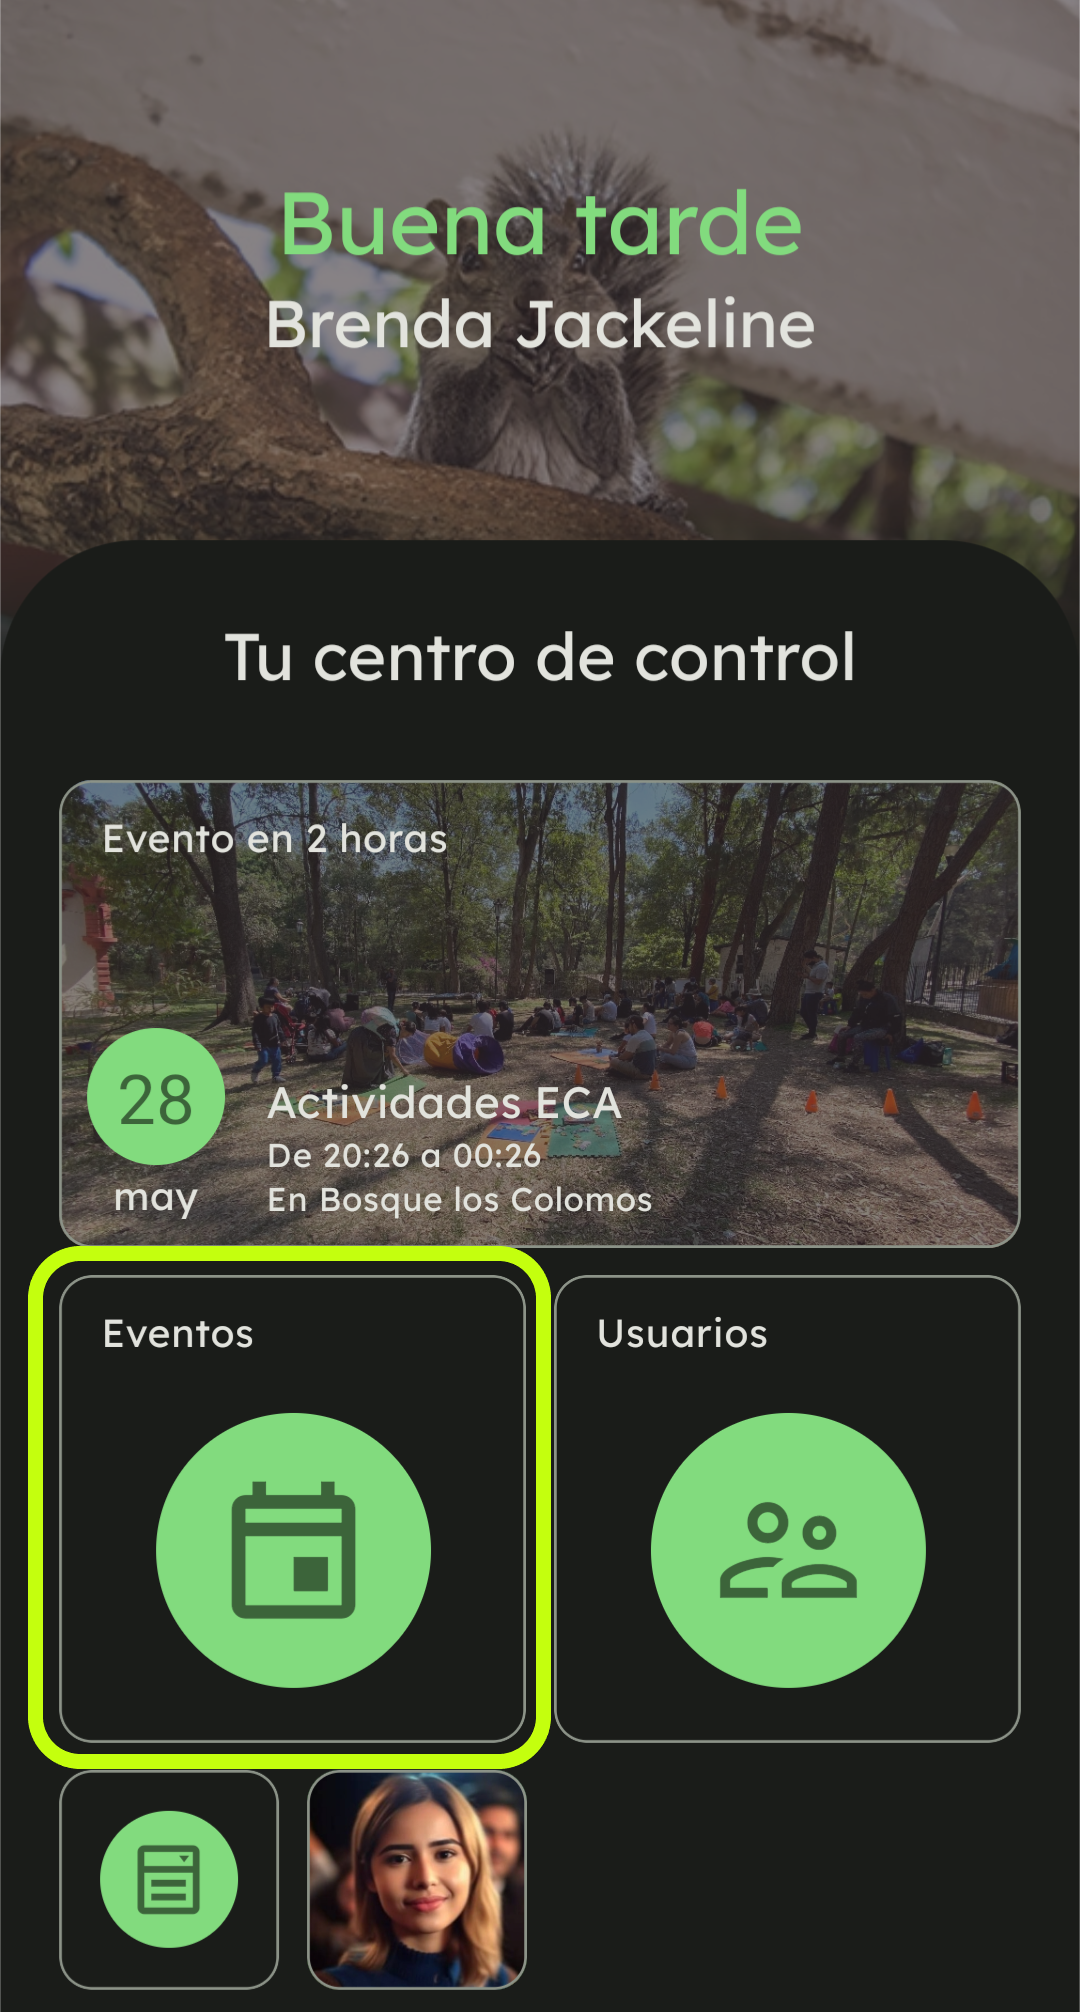 Buena tarde
Brenda Jackeline
Tu centro de control
Evento en 2 horas
28
may
Actividades ECA
De 20:26 a 00:26
En Bosque los Colomos
Eventos
Usuarios